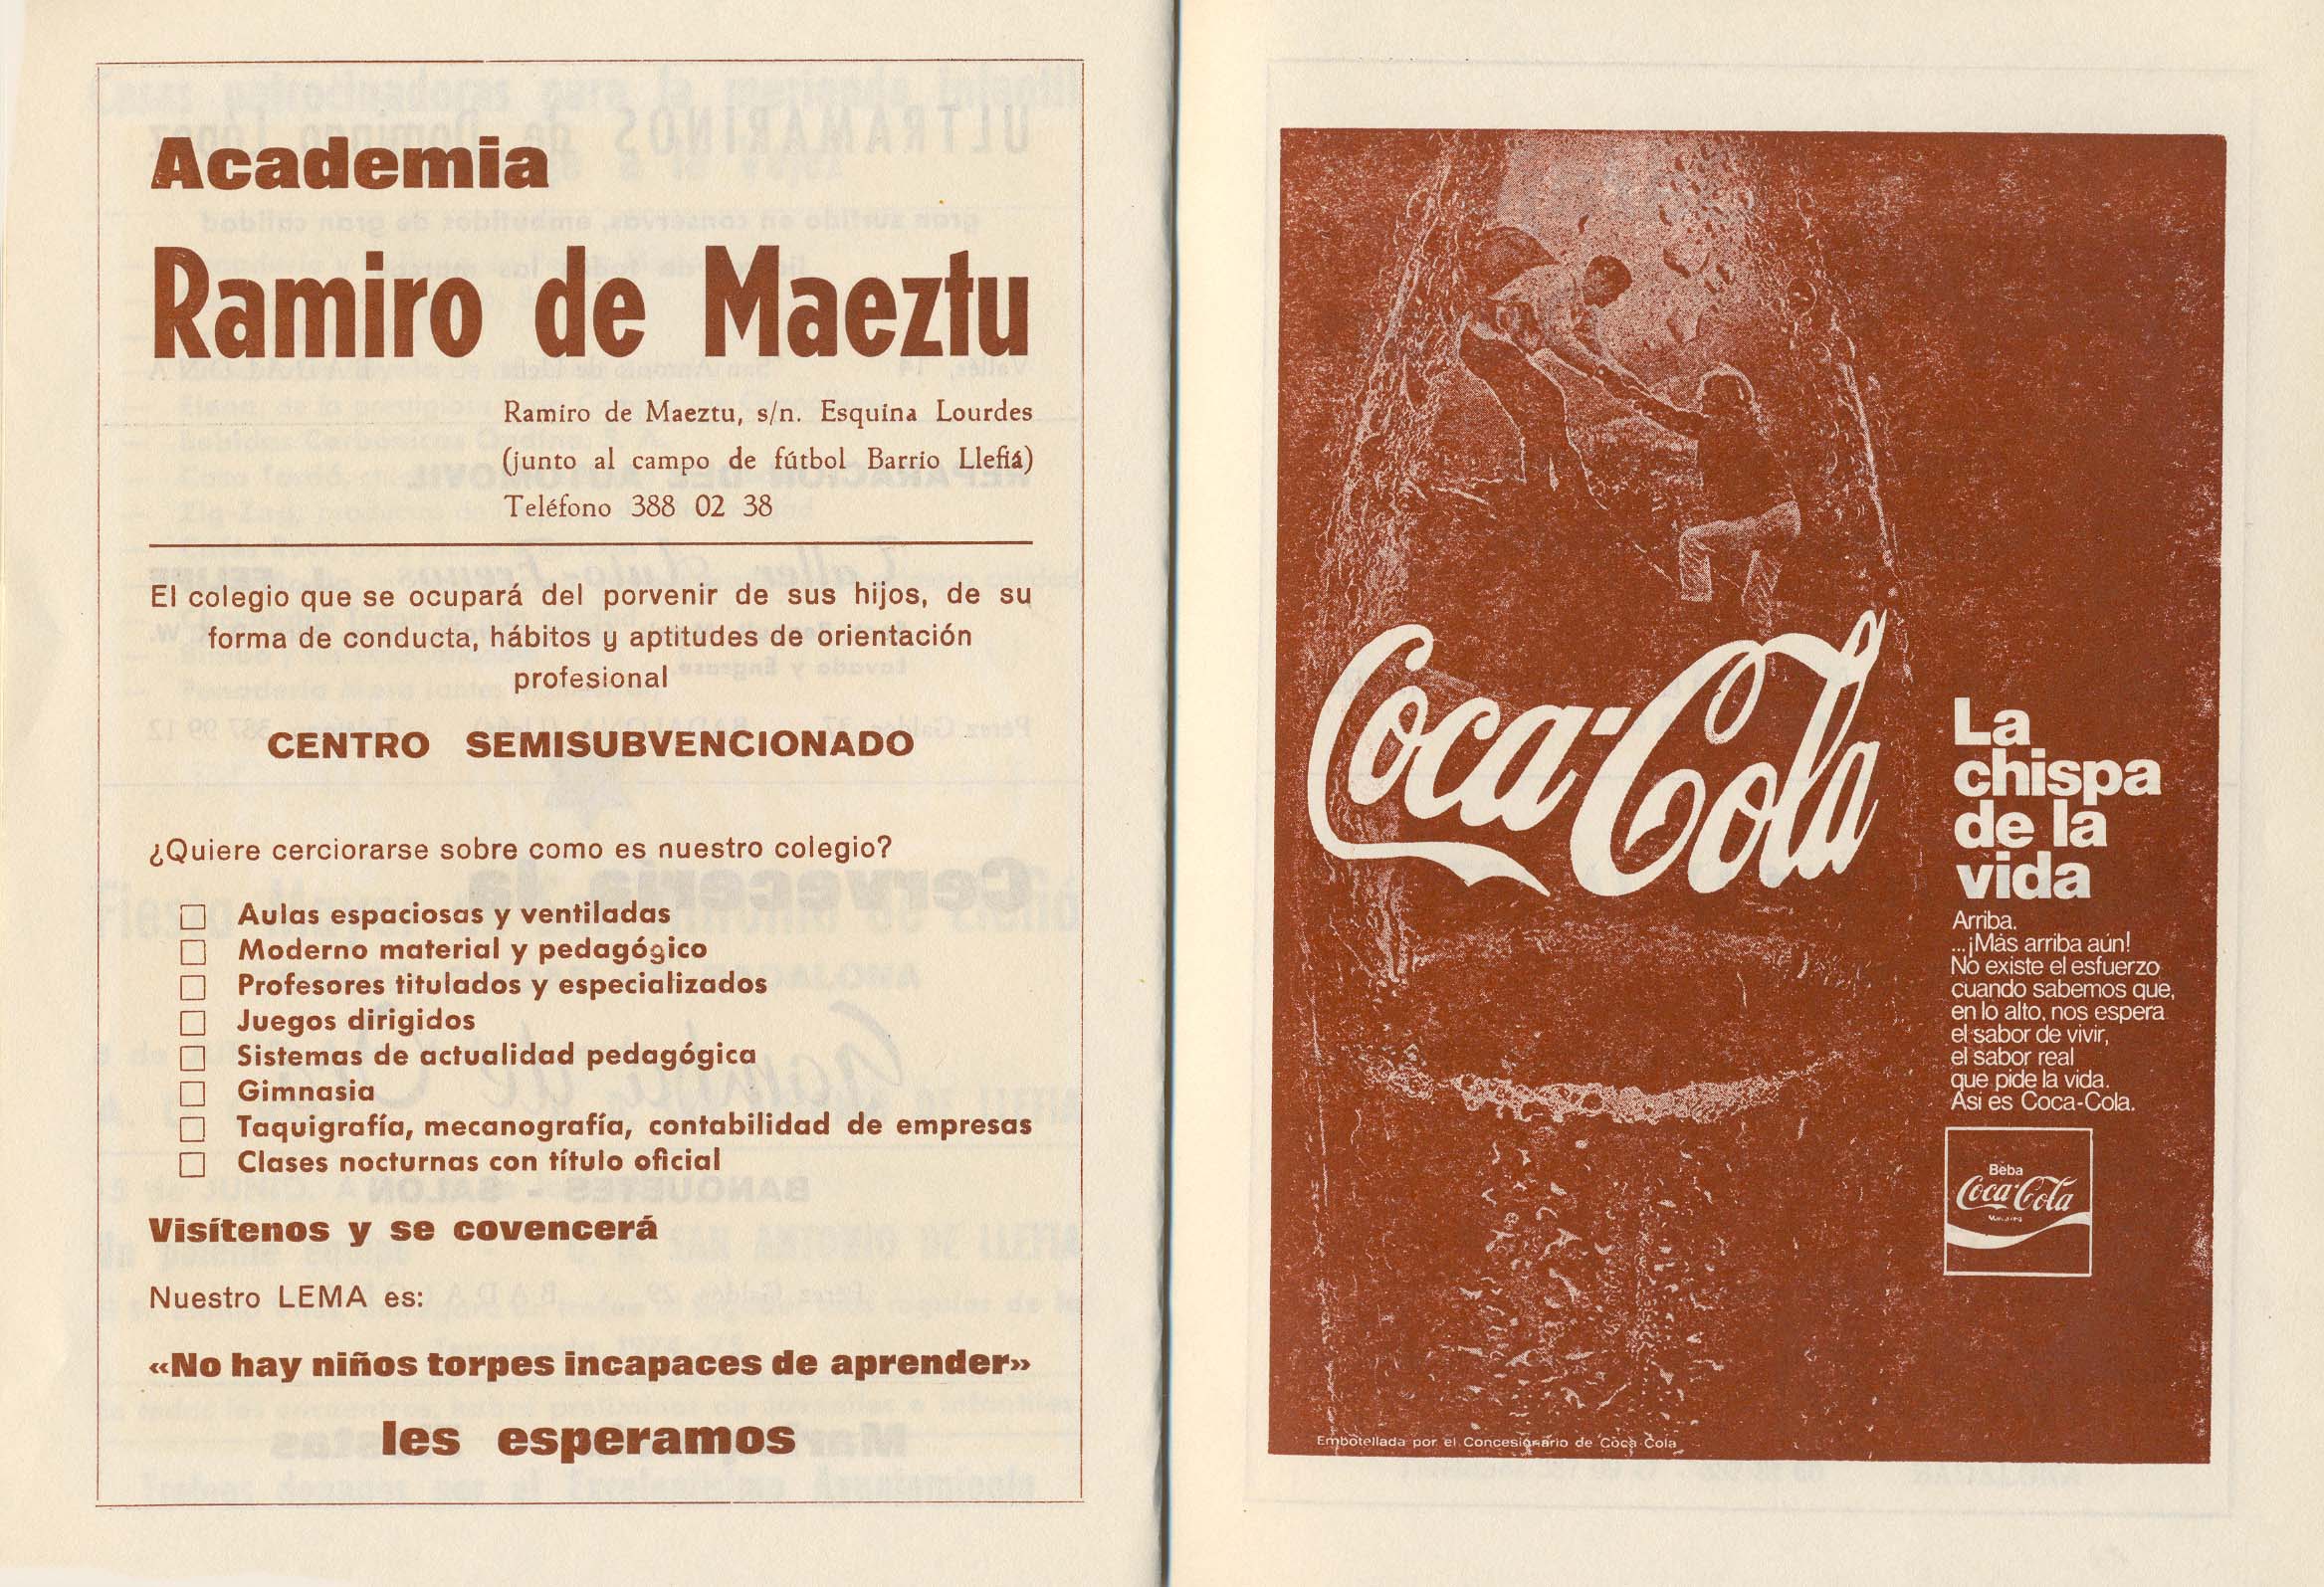 Academia
Ramiro de Maeztu
Ramiro de Maeztu, s/n. Esquina Lourdes
(junto al campo de fútbol Barrio Llefiá)
Teléfono 388 02 38
El colegio que se ocupará del porvenir de sus hijos, de su
forma de conducta, hábitos y aptitudes de orientación
profesional
CENTRO SEMISUBVENCIONADO
¿Quiere cerciorarse sobre como es nuestro colegio?
Aulas espaciosas y ventiladas
Moderno material y pedagógico
Profesores titulados y especializados
Juegos dirigidos
Sistemas de actualidad pedagógica
Gimnasia
Taquigrafía, mecanografía, contabilidad de empresas
Clases nocturnas con título oficial
Visítenos y se covencerá
Nuestro LEMA es:
«No hay niños torpes incapaces de aprender»
les esperamos
Coca-Cola
La
chispa
de la
vida
Arriba.
...¡Más arriba aún!
No existe el esfuerzo
cuando sabemos que,
en lo alto, nos espera
el sabor de vivir,
el sabor real
que pide la vida.
Asi es Coca-Cola.
Beba
Coca-Cola
Embotellada por el Concesionario de Coca-Cola